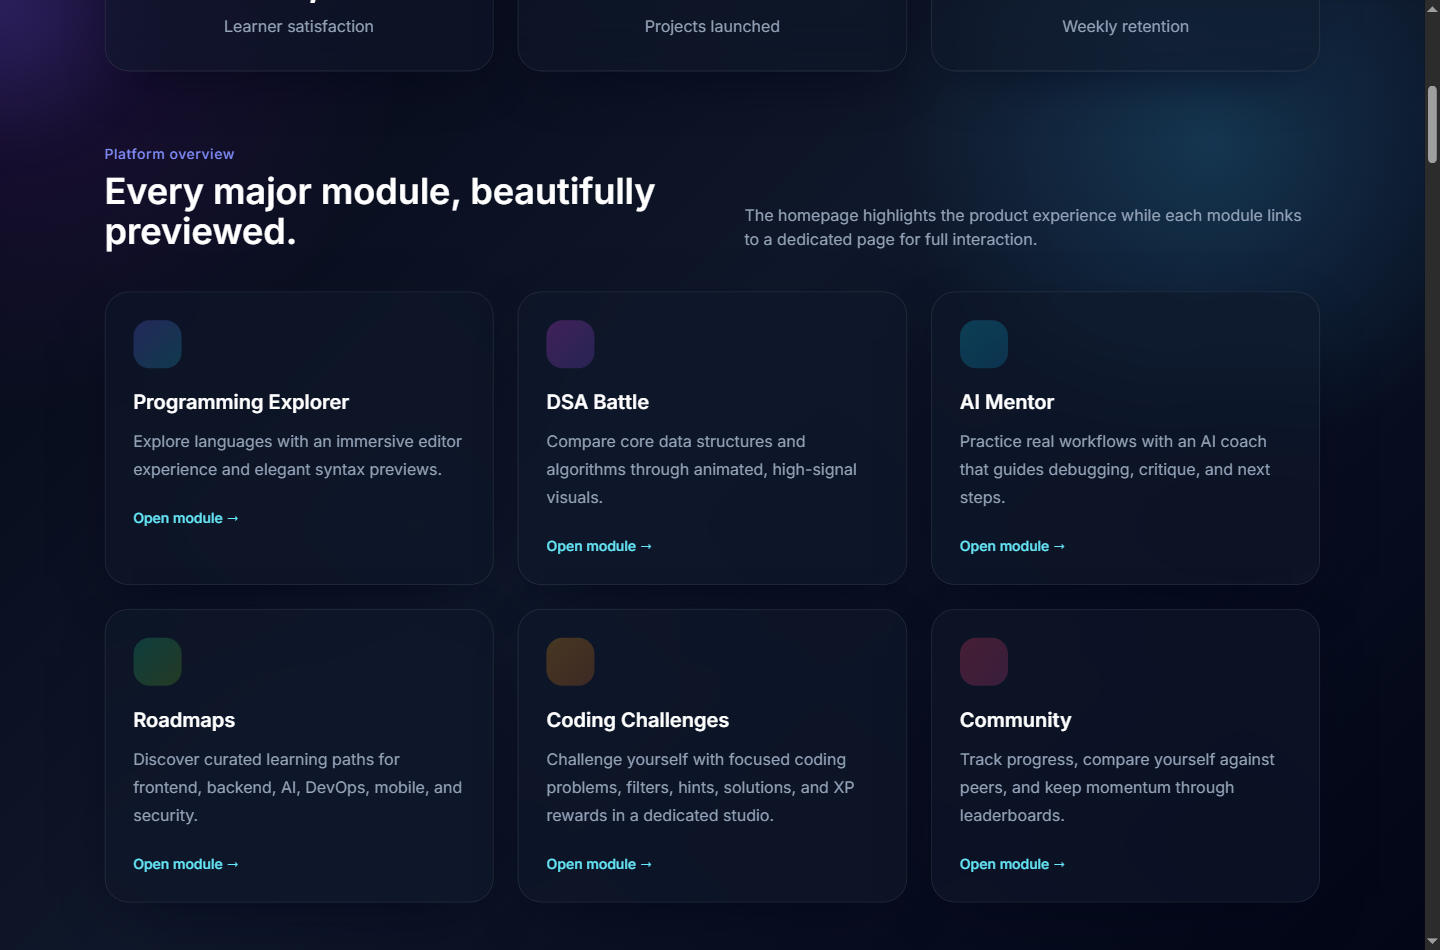 Learner satisfaction
Projects launched
Weekly retention
Platform overview
Every major module, beautifully
previewed.
The homepage highlights the product experience while each module links
to a dedicated page for full interaction.
Programming Explorer
Explore languages with an immersive editor
experience and elegant syntax previews.
Open module →
DSA Battle
Compare core data structures and
algorithms through animated, high-signal
visuals.
Open module →
AI Mentor
Practice real workflows with an AI coach
that guides debugging, critique, and next
steps.
Open module →
Roadmaps
Discover curated learning paths for
frontend, backend, AI, DevOps, mobile, and
security.
Open module →
Coding Challenges
Challenge yourself with focused coding
problems, filters, hints, solutions, and XP
rewards in a dedicated studio.
Open module →
Community
Track progress, compare yourself against
peers, and keep momentum through
leaderboards.
Open module →